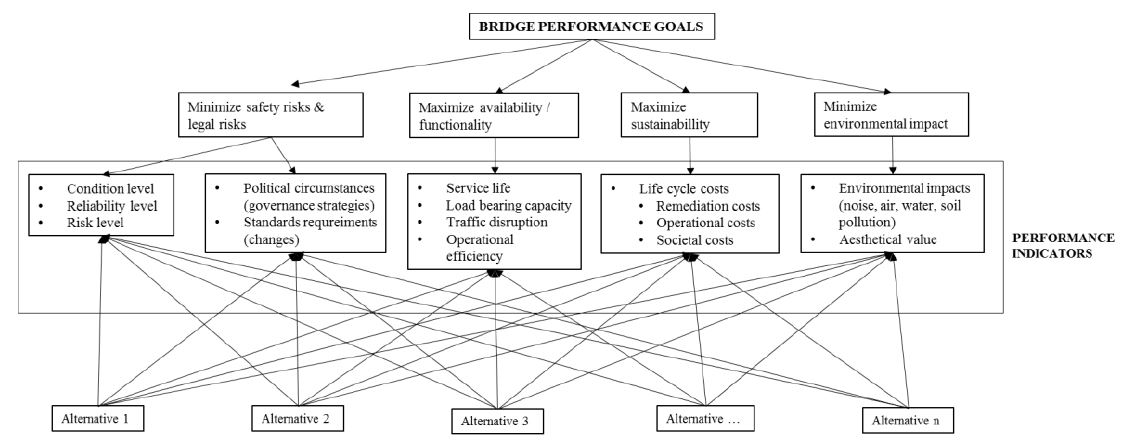 BRIDGE PERFORMANCE GOALS
Minimize safety risks &
legal risks
Maximize availability /
functionality
Maximize
sustainabillity
Minimize
environmental impact
• Condition level
• Reliability level
• Risk level
• Political circumstances
(governance strategies)
• Standards requreiments
(changes)
• Service life
• Load bearing capacity
• Traffic disruption
• Operational
efficiency
• Life cycle costs
• Remediation costs
• Operational costs
• Societal costs
• Environmental impacts
(noise, air, water, soil
pollution)
• Aesthetical value
PERFORMANCE
INDICATORS
Alternative 1
Alternative 2
Alternative 3
Alternative …
Alternative n